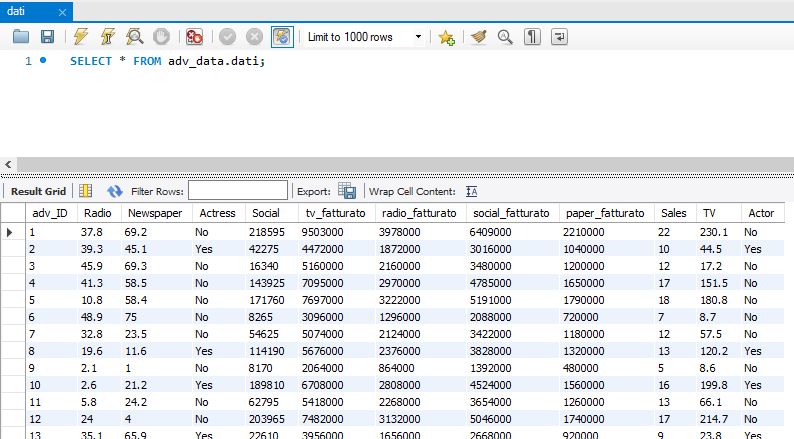 dati
Limit to 1000 rows
1 SELECT * FROM adv_data.dati;
Result Grid Filter Rows: Export: Wrap Cell Content: IA
adv_ID Radio Newspaper Actress Social tv_fatturato radio_fatturato social_fatturato paper_fatturato Sales TV Actor
1 37.8 69.2 No 218595 9503000 3978000 6409000 2210000 22 230.1 No
2 39.3 45.1 Yes 42275 4472000 1872000 3016000 1040000 10 44.5 Yes
3 45.9 69.3 No 16340 5160000 2160000 3480000 1200000 12 17.2 No
4 41.3 58.5 No 143925 7095000 2970000 4785000 1650000 17 151.5 No
5 10.8 58.4 No 171760 7697000 3222000 5191000 1790000 18 180.8 No
6 48.9 75 No 8265 3096000 1296000 2088000 720000 7 8.7 No
7 32.8 23.5 No 54625 5074000 2124000 3422000 1180000 12 57.5 No
8 19.6 11.6 Yes 114190 5676000 2376000 3828000 1320000 13 120.2 Yes
9 2.1 1 No 8170 2064000 864000 1392000 480000 5 8.6 No
10 2.6 21.2 Yes 189810 6708000 2808000 4524000 1560000 16 199.8 Yes
11 5.8 24.2 No 62795 5418000 2268000 3654000 1260000 13 66.1 No
12 24 4 No 203965 7482000 3132000 5046000 1740000 17 214.7 No
13 35.1 65.9 Yes 22610 3956000 1656000 2668000 920000 9 23.8 Yes